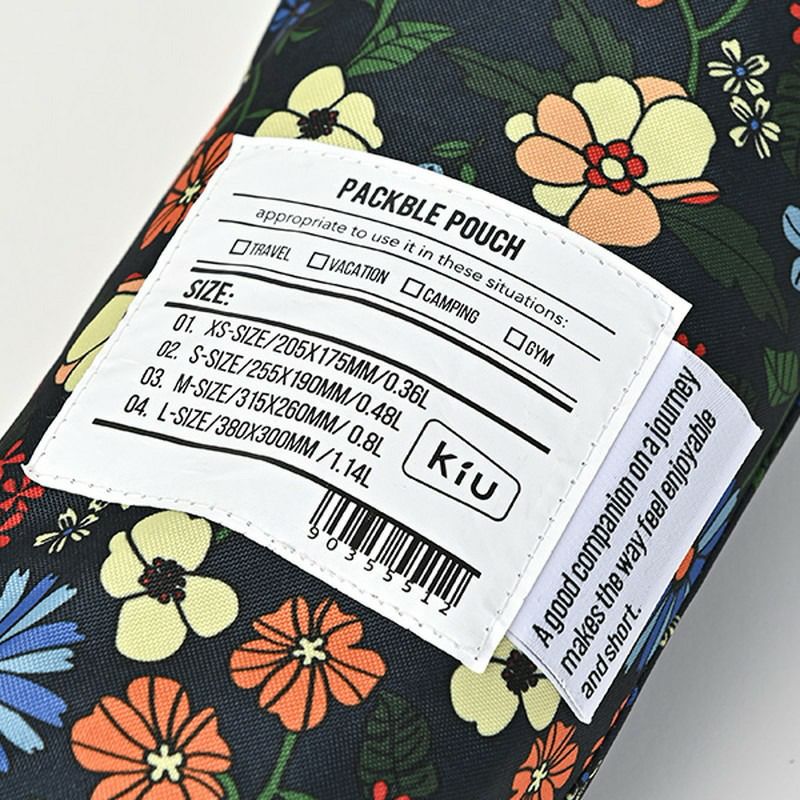 PACKBLE POUCH
appropriate to use it in these situations:
TRAVEL VACATION CAMPING GYM
SIZE:
01. XS-SIZE/205X175MM/0.36L
02. S-SIZE/255X190MM/0.48L
03. M-SIZE/315X260MM/ 0.8L
04. L-SIZE/380X300MM /1.14L
KiU
90355512
A good companion on a journey
makes the way feel enjoyable
and short.